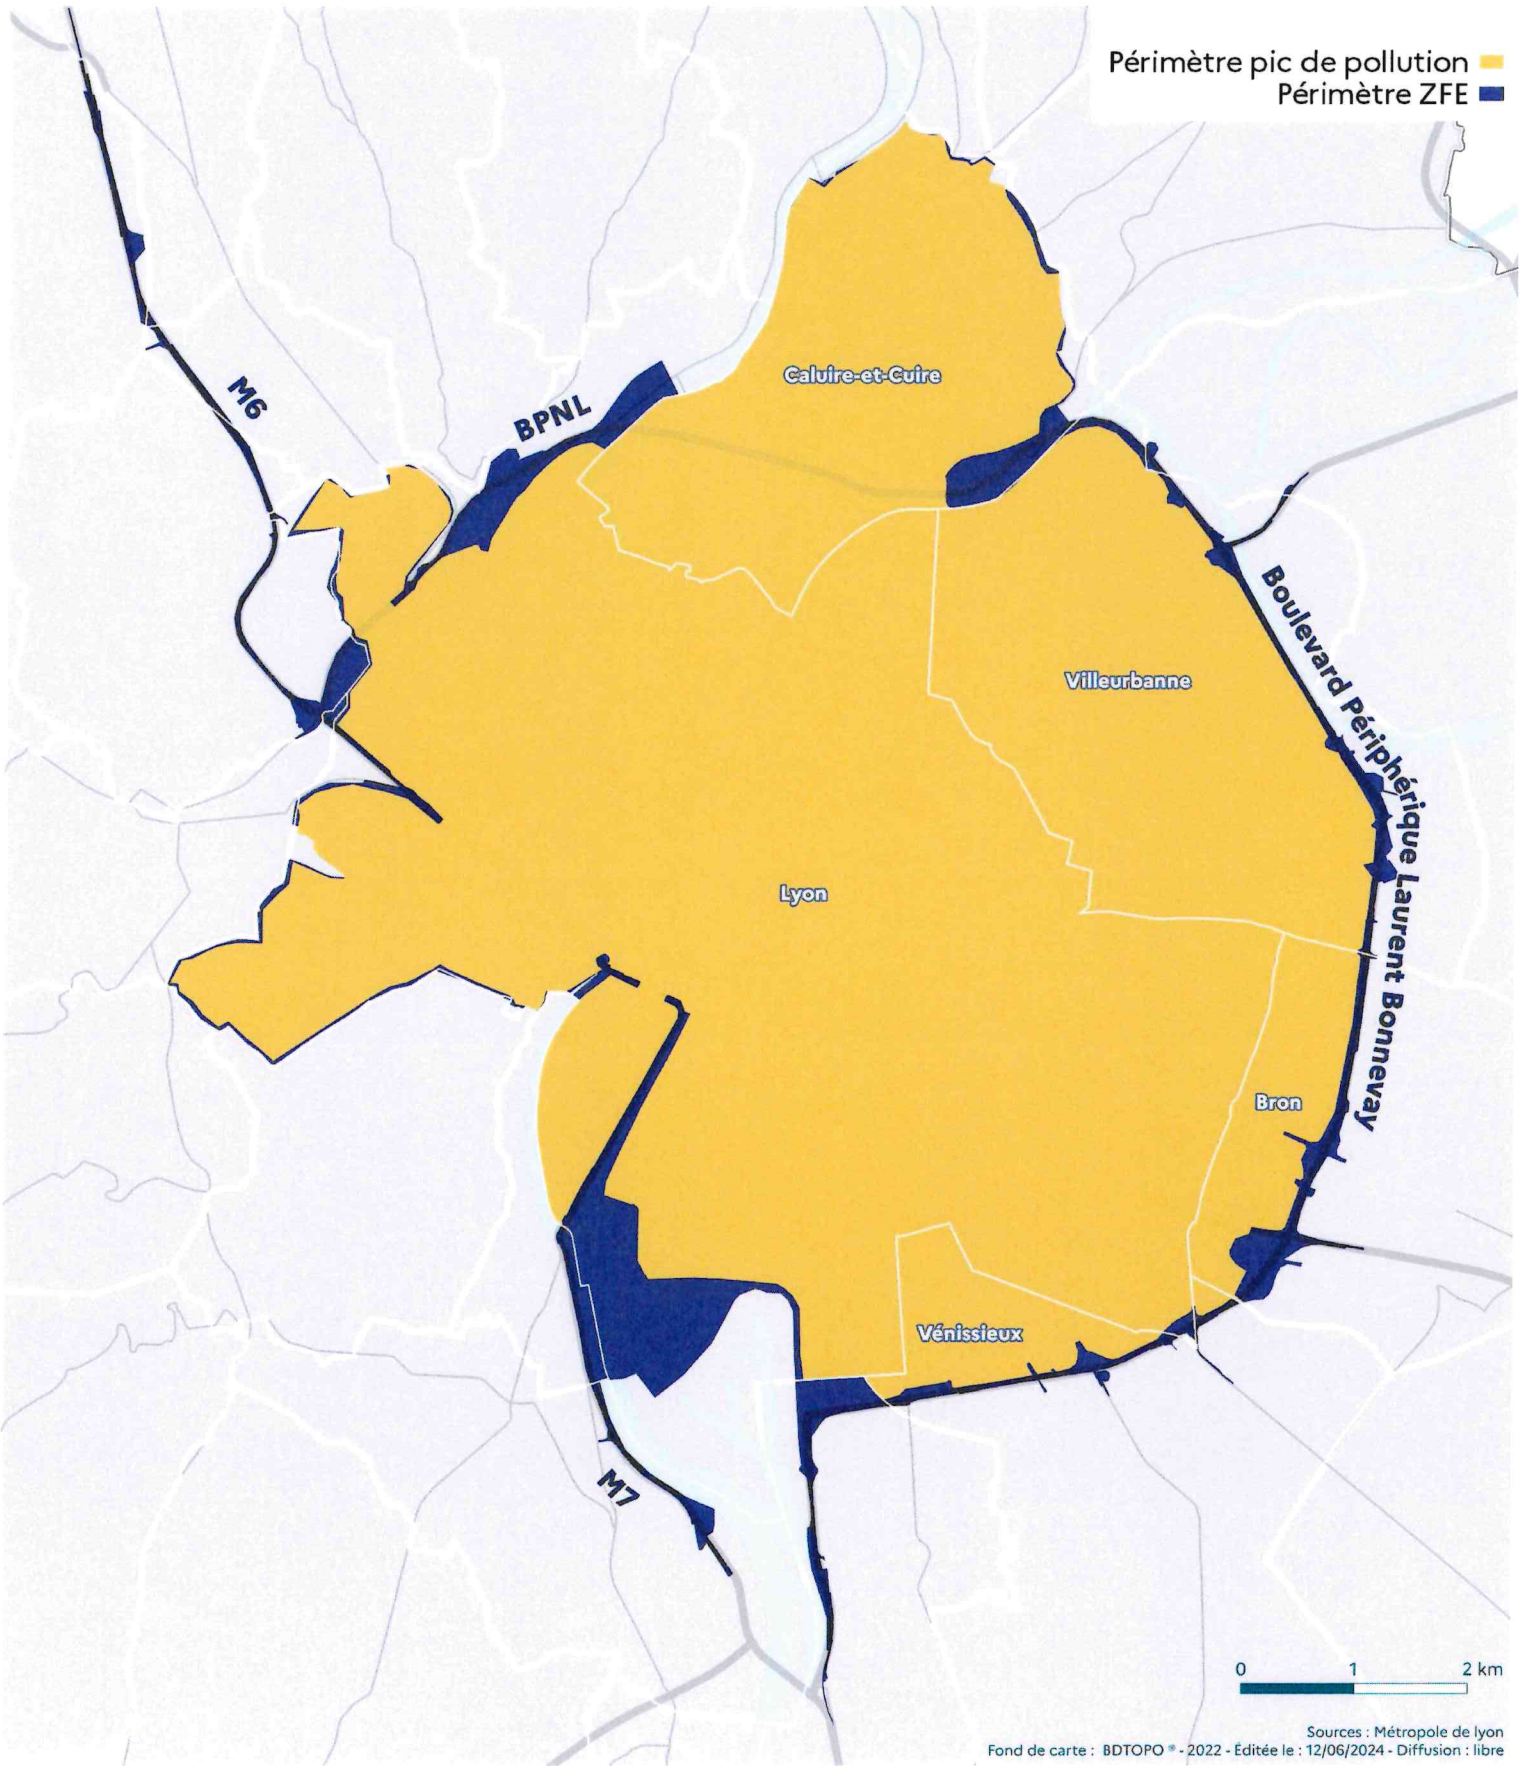 Périmètre pic de pollution
Périmètre ZFE
M6
BPNL
Caluire-et-Cuire
Boulevard Périphérique Laurent Bonnevay
Villeurbanne
Lyon
Bron
Vénissieux
M7
0 1 2 km
Sources : Métropole de lyon
Fond de carte : BDTOPO ® - 2022 - Éditée le : 12/06/2024 - Diffusion : libre